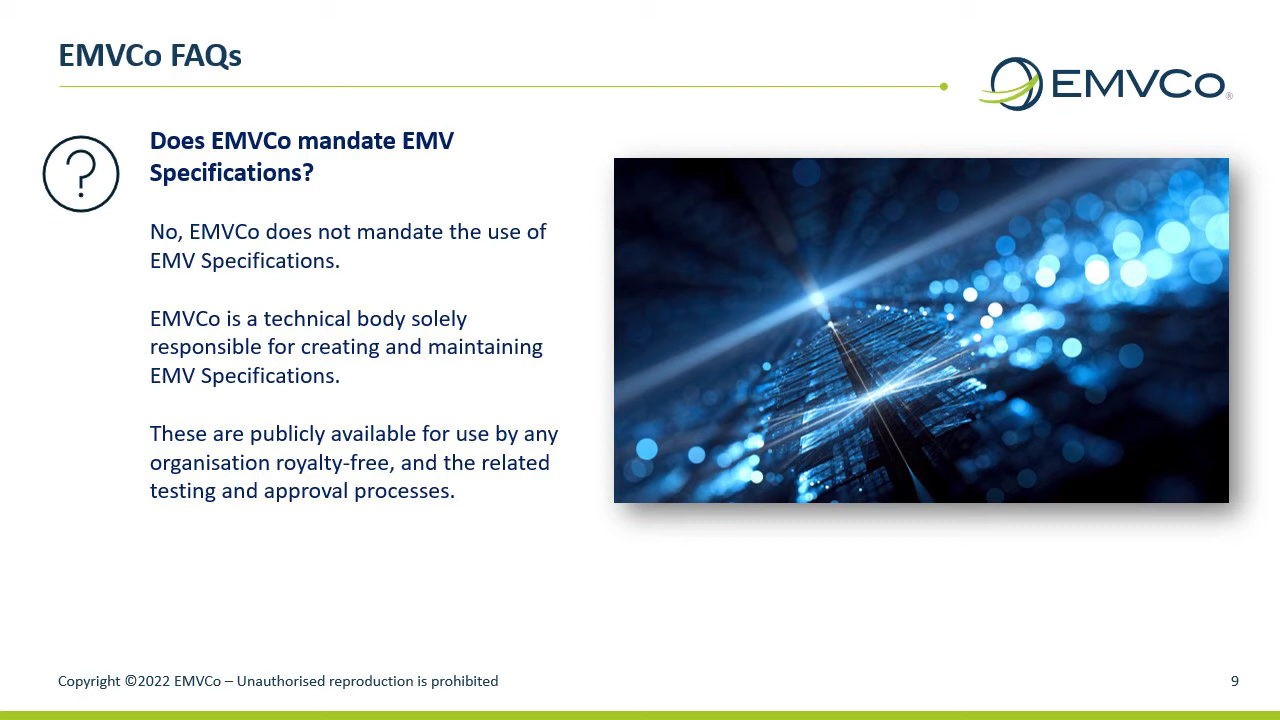 EMVCo FAQs
EMVCo®
Does EMVCo mandate EMV
Specifications?
No, EMVCo does not mandate the use of
EMV Specifications.
EMVCo is a technical body solely
responsible for creating and maintaining
EMV Specifications.
These are publicly available for use by any
organisation royalty-free, and the related
testing and approval processes.
Copyright ©2022 EMVCo – Unauthorised reproduction is prohibited
9